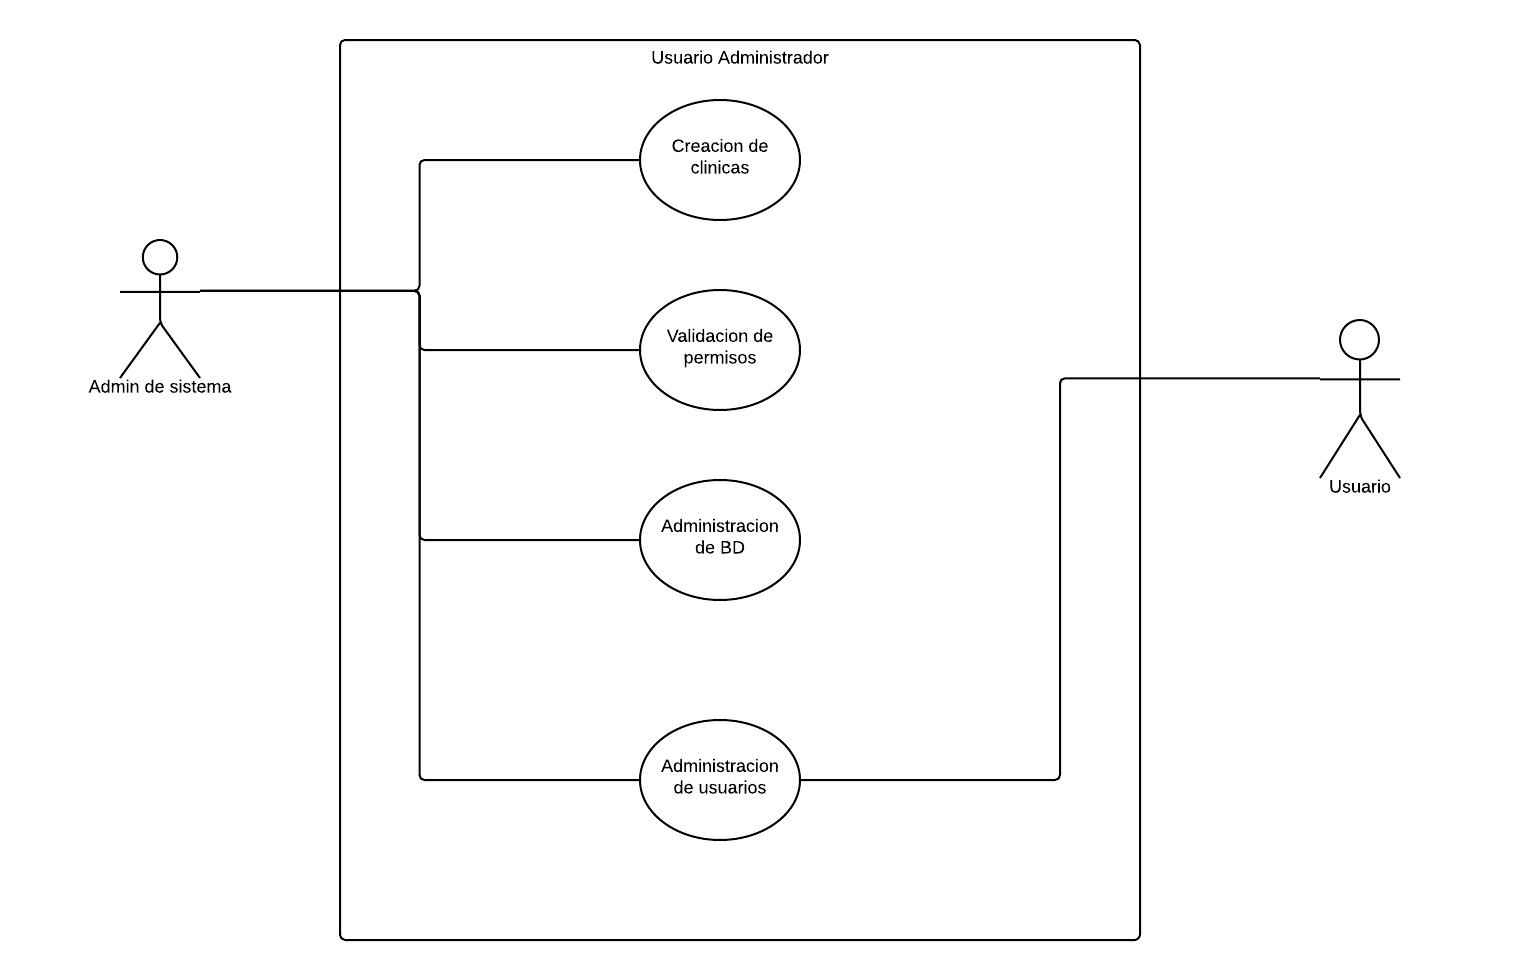 Usuario Administrador
Creacion de
clinicas
Validacion de
permisos
Admin de sistema
Usuario
Administracion
de BD
Administracion
de usuarios